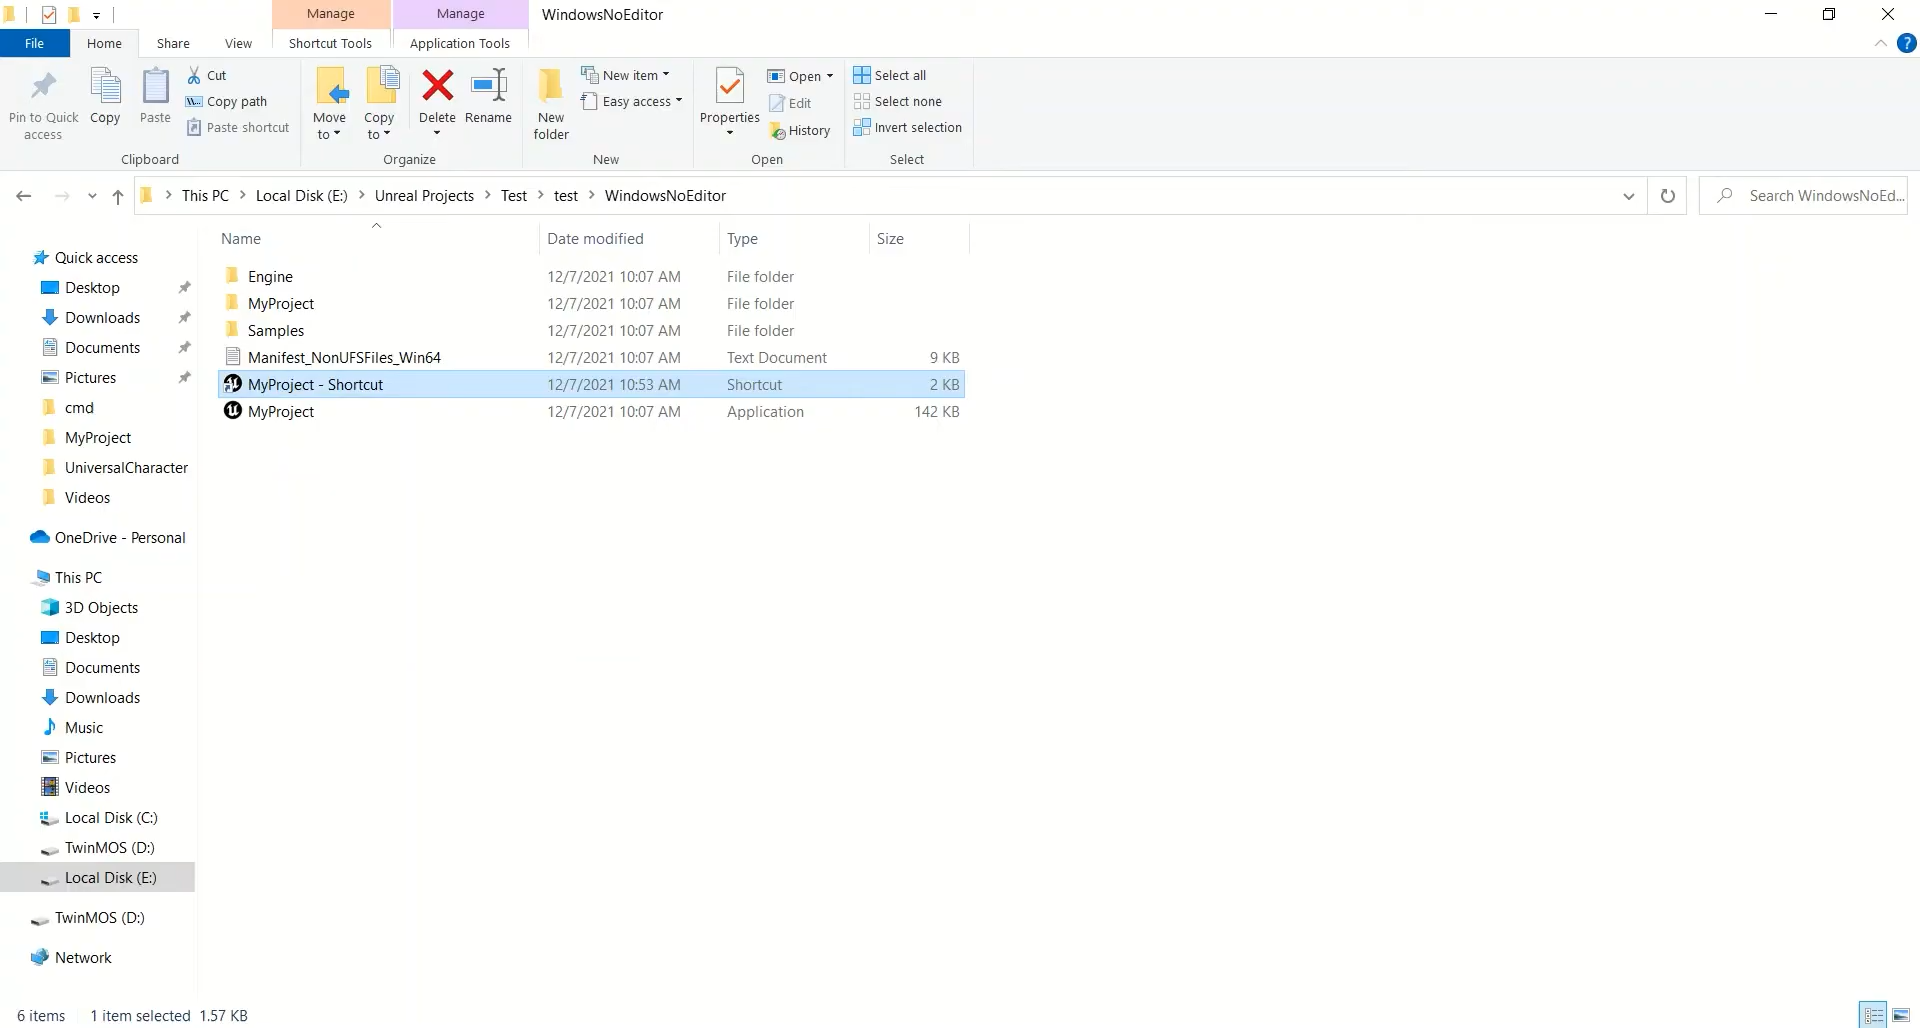 Manage Manage WindowsNoEditor
File Home Share View Shortcut Tools Application Tools
Pin to Quick access
Copy
Paste
Cut
Copy path
Paste shortcut
Clipboard
Move to
Copy to
Delete
Rename
Organize
New folder
New item
Easy access
New
Properties
Open
Edit
History
Open
Select all
Select none
Invert selection
Select
This PC > Local Disk (E:) > Unreal Projects > Test > test > WindowsNoEditor
Search WindowsNoEd...
Name Date modified Type Size
Engine 12/7/2021 10:07 AM File folder
MyProject 12/7/2021 10:07 AM File folder
Samples 12/7/2021 10:07 AM File folder
Manifest_NonUFSFiles_Win64 12/7/2021 10:07 AM Text Document 9 KB
MyProject - Shortcut 12/7/2021 10:53 AM Shortcut 2 KB
MyProject 12/7/2021 10:07 AM Application 142 KB
Quick access
Desktop
Downloads
Documents
Pictures
cmd
MyProject
UniversalCharacter
Videos
OneDrive - Personal
This PC
3D Objects
Desktop
Documents
Downloads
Music
Pictures
Videos
Local Disk (C:)
TwinMOS (D:)
Local Disk (E:)
TwinMOS (D:)
Network
6 items 1 item selected 1.57 KB